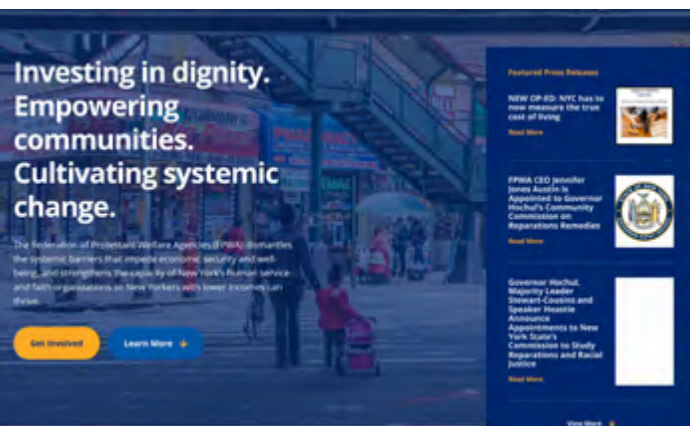 Investing in dignity.
Empowering
communities.
Cultivating systemic
change.
The Federation of Protestant Welfare Agencies (FPWA) dismantles
the systemic barriers that impede economic security and well-
being, and strengthens the capacity of New York's human service
and faith organizations so New Yorkers with lower incomes can
thrive.
Get Involved
Learn More
Featured Press Releases
NEW OP-ED: NYC has to
now measure the true
cost of living
Read More
FPWA CEO Jennifer
Jones Austin Is
Appointed to Governor
Hochul's Community
Commission on
Reparations Remedies
Read More
Governor Hochul,
Majority Leader
Stewart-Cousins and
Speaker Heastie
Announce
Appointments to New
York State's
Commission to Study
Reparations and Racial
Justice
Read More
View More